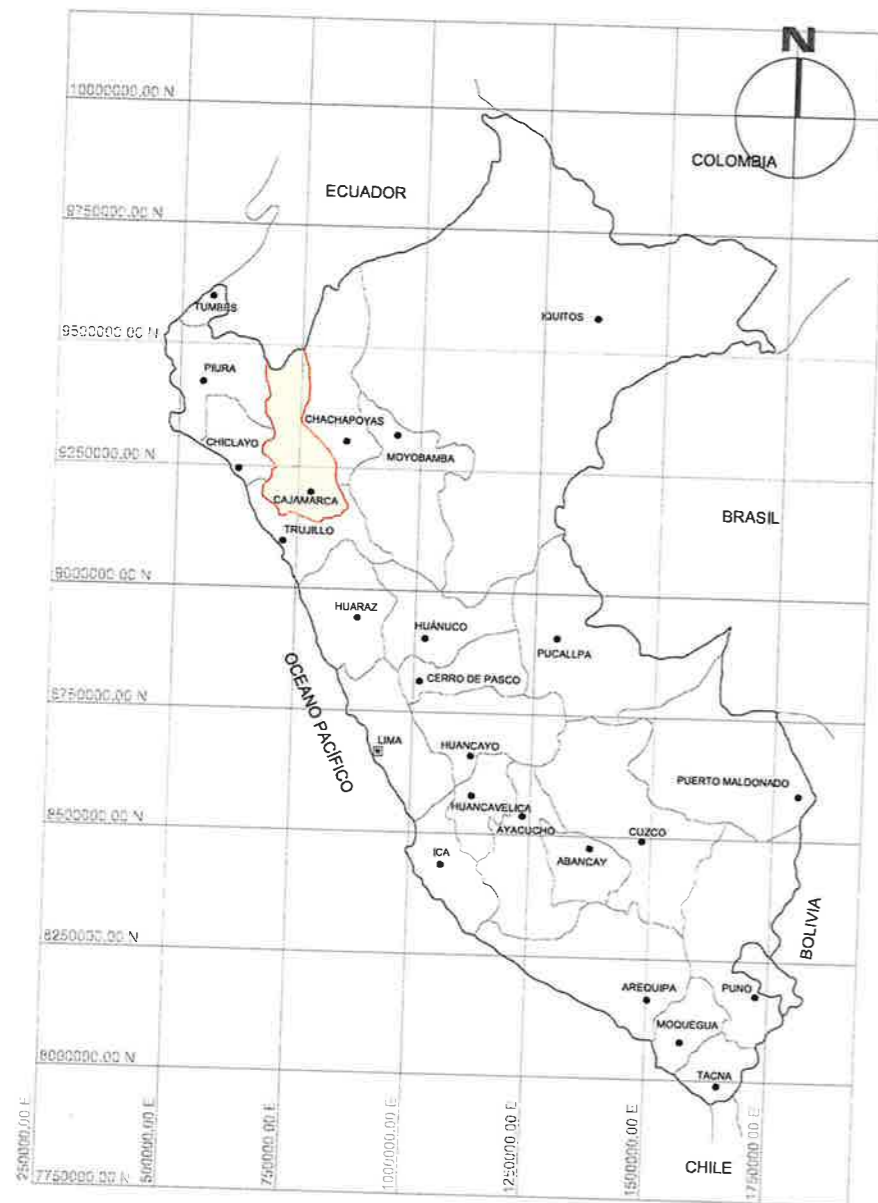 N
10000000.00 N
COLOMBIA
ECUADOR
9750000.00 N
TUMBES
IQUITOS
9500000.00 N
PIURA
CHACHAPOYAS
CHICLAYO
MOYOBAMBA
9250000.00 N
CAJAMARCA
BRASIL
TRUJILLO
9000000.00 N
HUARAZ
HUÁNUCO
PUCALLPA
CERRO DE PASCO
OCEANO PACÍFICO
8750000.00 N
LIMA
HUANCAYO
PUERTO MALDONADO
HUANCAVELICA
8500000.00 N
AYACUCHO
CUZCO
ICA
ABANCAY
BOLIVIA
8250000.00 N
AREQUIPA
PUNO
MOQUEGUA
8000000.00 N
TACNA
250000.00 E
500000.00 E
750000.00 E
1000000.00 E
1250000.00 E
1500000.00 E
1750000.00 E
CHILE
7750000.00 N